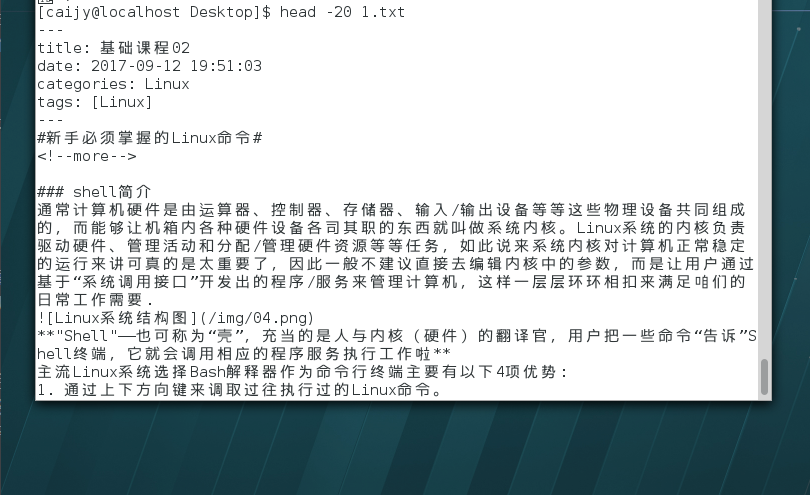 [caijy@localhost Desktop]$ head -20 1.txt
---
title: 基础课程02
date: 2017-09-12 19:51:03
categories: Linux
tags: [Linux]
---
#新手必须掌握的Linux命令#
<!--more-->
### shell简介
通常计算机硬件是由运算器、控制器、存储器、输入/输出设备等等这些物理设备共同组成
的，而能够让机箱内各种硬件设备各司其职的东西就叫做系统内核。Linux系统的内核负责
驱动硬件、管理活动和分配/管理硬件资源等等任务，如此说来系统内核对计算机正常稳定
的运行来讲可真的是太重要了，因此一般不建议直接去编辑内核中的参数，而是让用户通过
基于“系统调用接口”开发出的程序/服务来管理计算机，这样一层层环环相扣来满足咱们的
日常工作需要.
![Linux系统结构图](/img/04.png)
**"Shell"——也可称为“壳”，充当的是人与内核（硬件）的翻译官，用户把一些命令“告诉”S
hell终端，它就会调用相应的程序服务执行工作啦**
主流Linux系统选择Bash解释器作为命令行终端主要有以下4项优势：
1. 通过上下方向键来调取过往执行过的Linux命令。